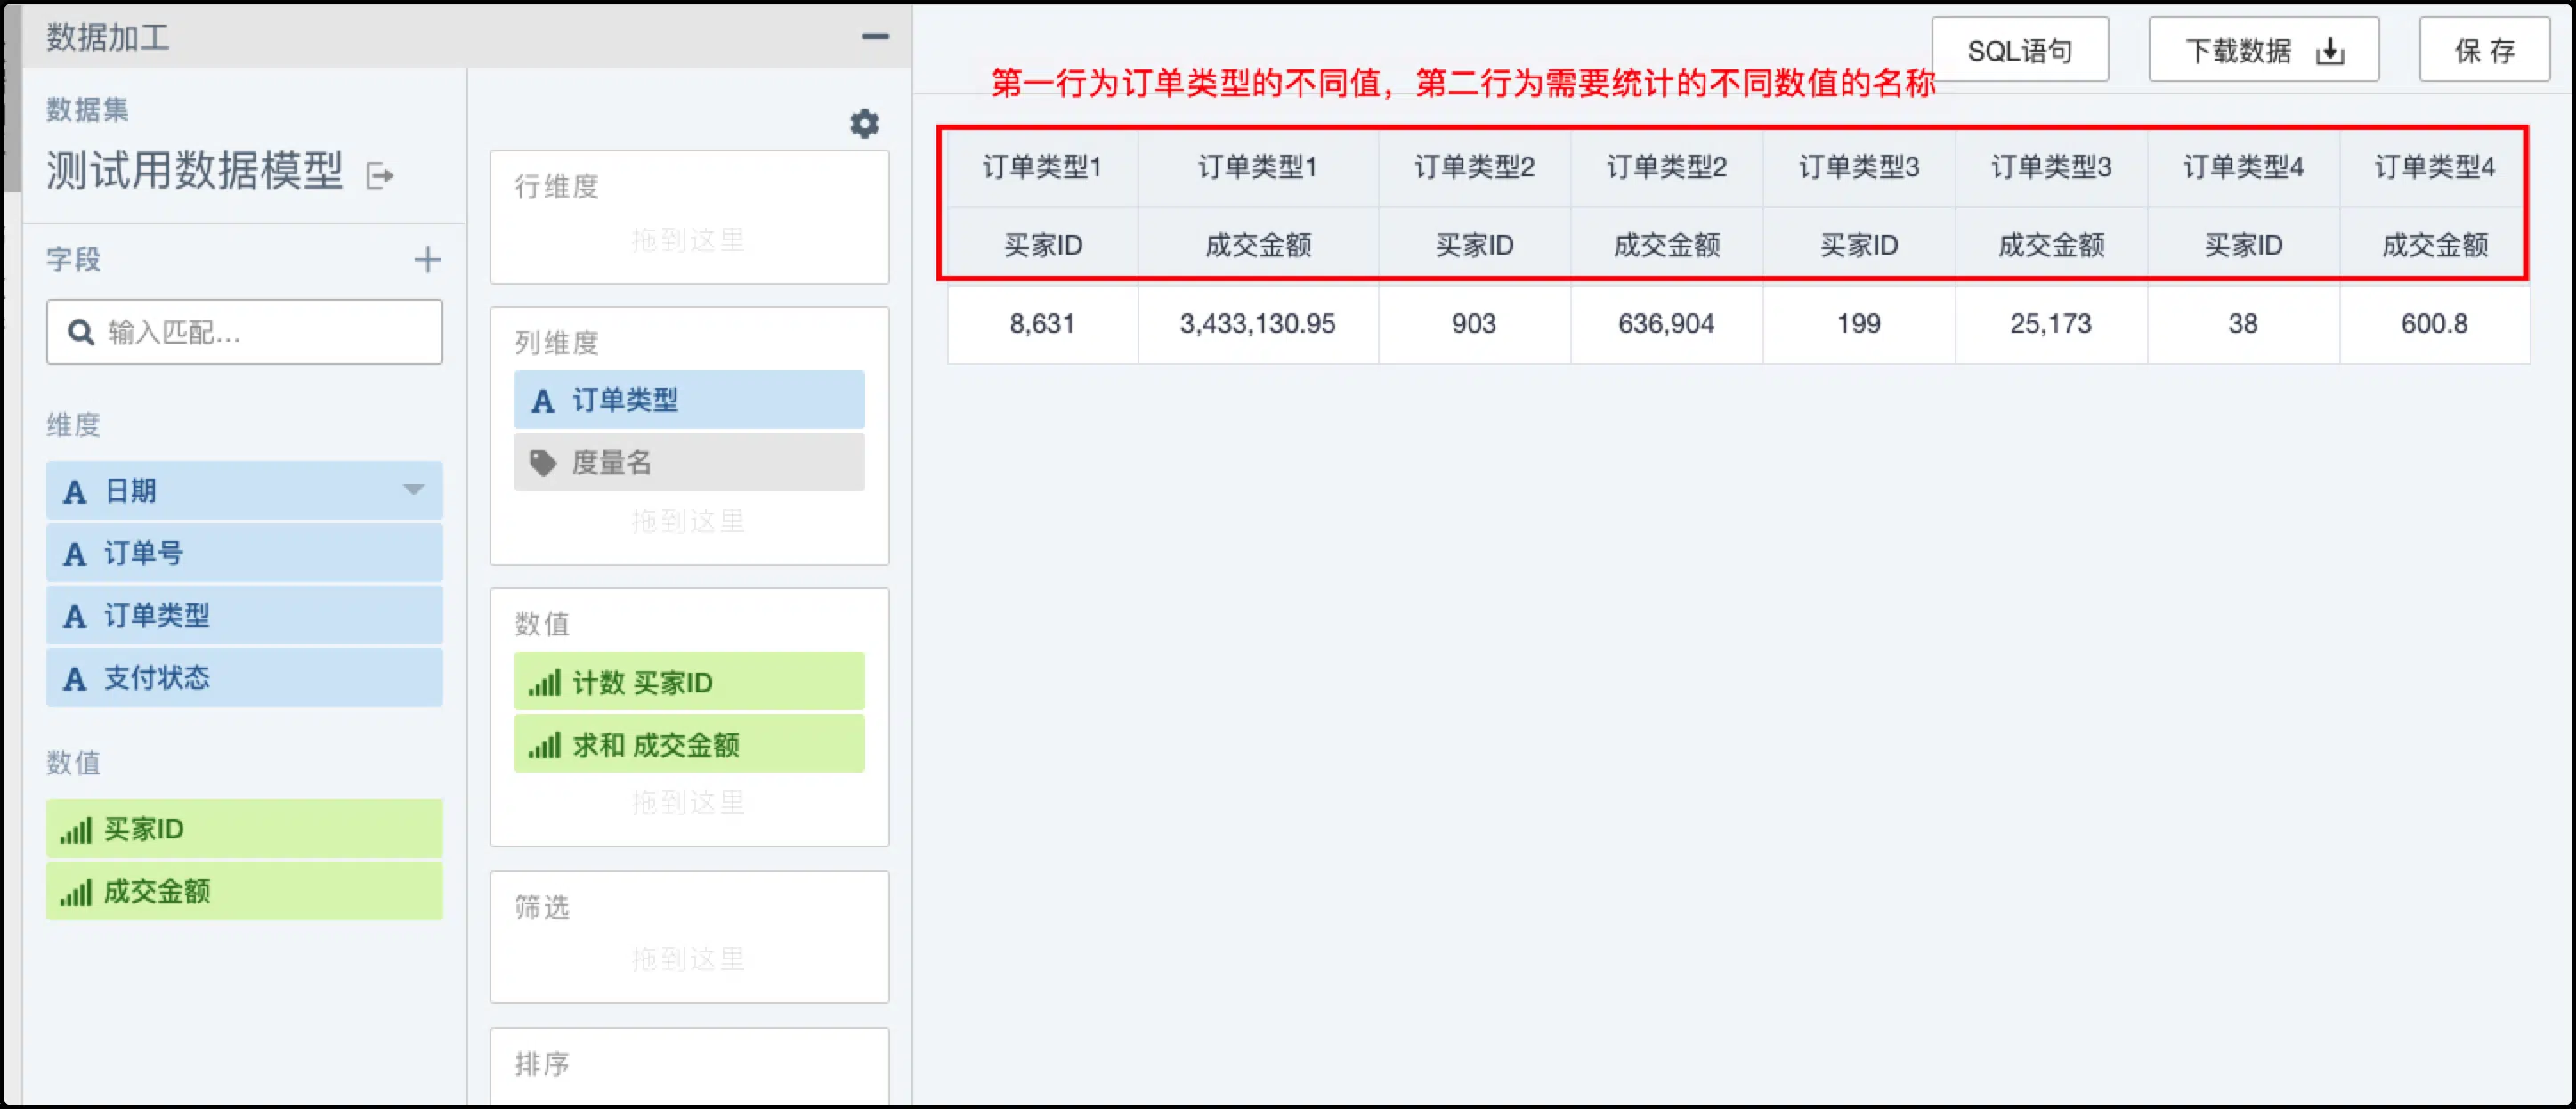 数据加工
数据集
测试用数据模型
字段
输入匹配...
维度
A 日期
A 订单号
A 订单类型
A 支付状态
数值
买家ID
成交金额
行维度
拖到这里
列维度
A 订单类型
度量名
拖到这里
数值
计数 买家ID
求和 成交金额
拖到这里
筛选
拖到这里
排序
SQL语句 下载数据 保 存
第一行为订单类型的不同值，第二行为需要统计的不同数值的名称
订单类型1 订单类型1 订单类型2 订单类型2 订单类型3 订单类型3 订单类型4 订单类型4
买家ID 成交金额 买家ID 成交金额 买家ID 成交金额 买家ID 成交金额
8,631 3,433,130.95 903 636,904 199 25,173 38 600.8